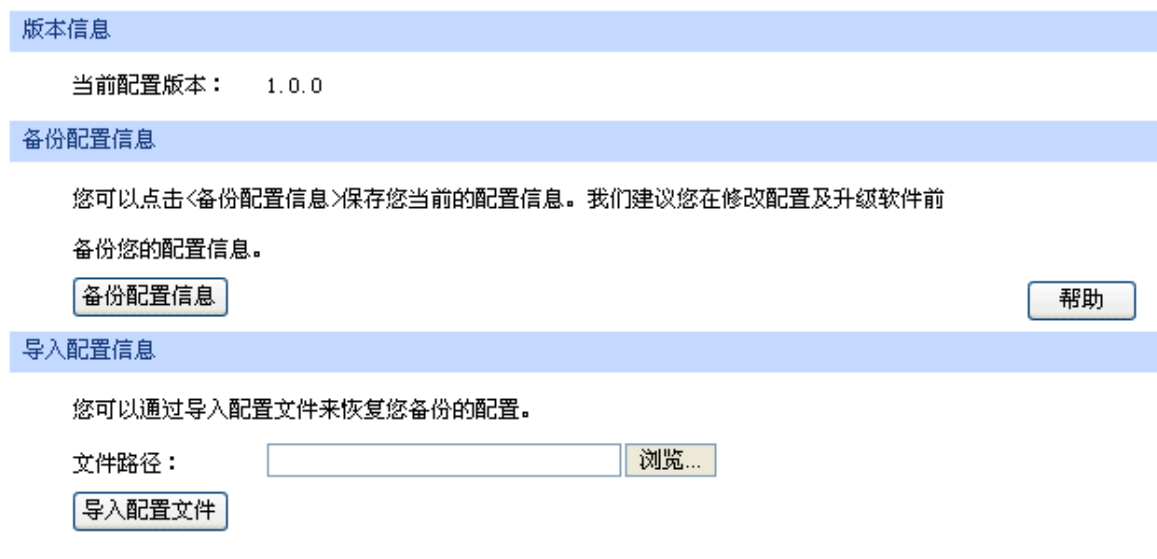 版本信息
当前配置版本： 1.0.0
备份配置信息
您可以点击<备份配置信息>保存您当前的配置信息。我们建议您在修改配置及升级软件前
备份您的配置信息。
备份配置信息 帮助
导入配置信息
您可以通过导入配置文件来恢复您备份的配置。
文件路径： 浏览...
导入配置文件